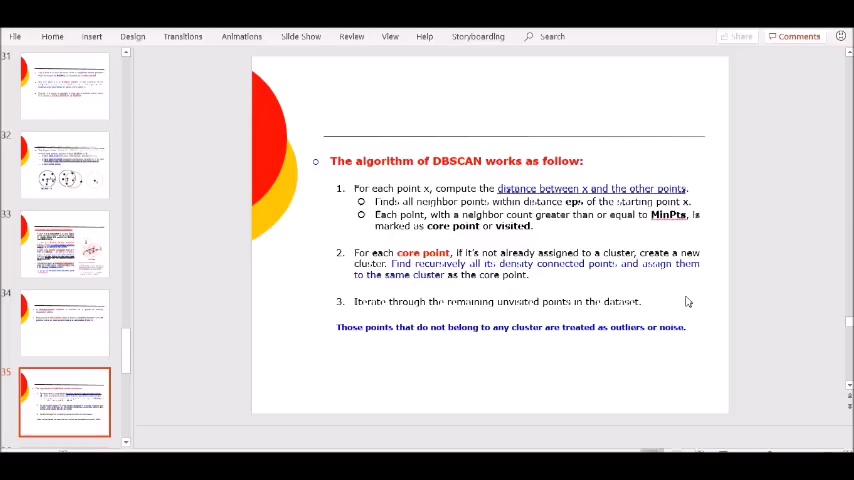 File Home Insert Design Transitions Animations Slide Show Review View Help Storyboarding Search Share Comments
31
32
33
34
35
The algorithm of DBSCAN works as follow:
1. For each point x, compute the distance between x and the other points.
Finds all neighbor points within distance eps of the starting point x.
Each point, with a neighbor count greater than or equal to MinPts, is
marked as core point or visited.
2. For each core point, if it's not already assigned to a cluster, create a new
cluster. Find recursively all its density connected points and assign them
to the same cluster as the core point.
3. Iterate through the remaining unvisited points in the dataset.
Those points that do not belong to any cluster are treated as outliers or noise.